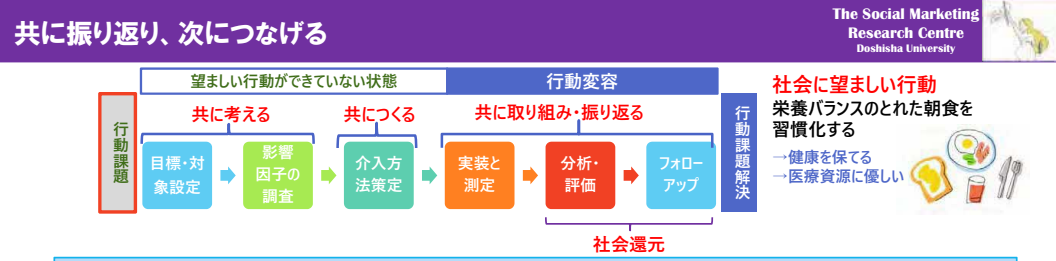 共に振り返り、次につなげる
The Social Marketing
Research Centre
Doshisha University
望ましい行動ができていない状態
行動変容
共に考える
共につくる
共に取り組み・振り返る
行動課題
目標・対
象設定
影響
因子の
調査
介入方
法策定
実装と
測定
分析・
評価
フォロー
アップ
行動課題解決
社会還元
社会に望ましい行動
栄養バランスのとれた朝食を
習慣化する
→健康を保てる
→医療資源に優しい